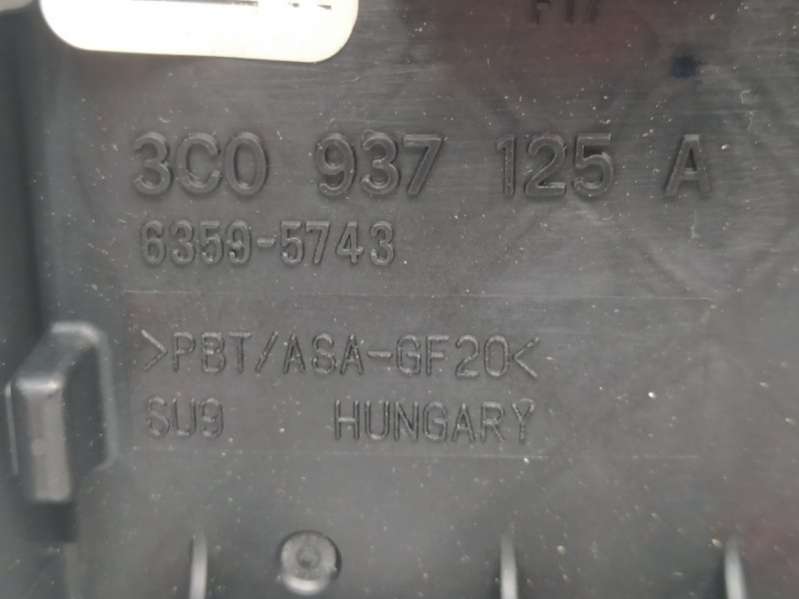 3C0 937 125 A
6359-5743
>PBT/ASA-GF20<
SU9 HUNGARY